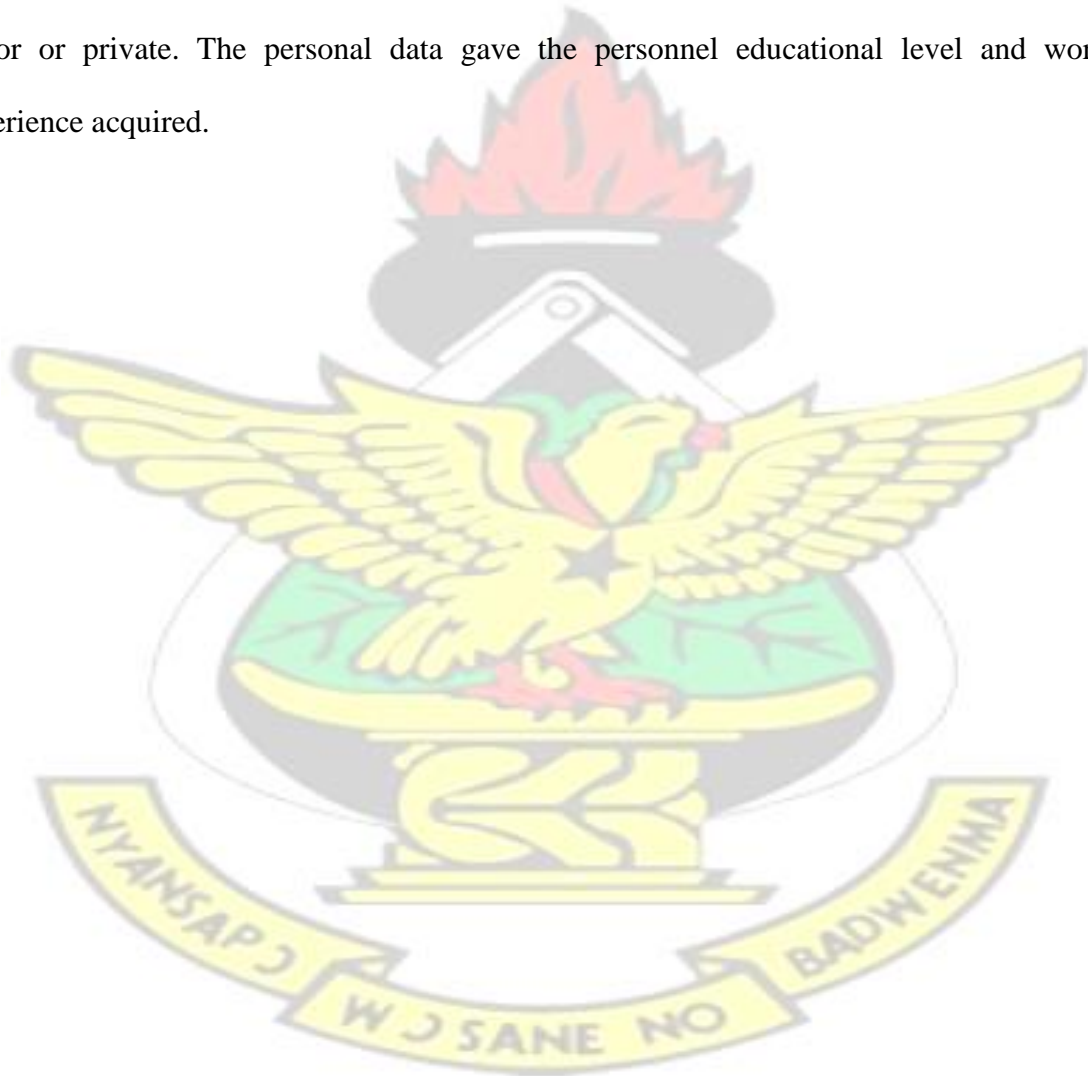 or or private. The personal data gave the personnel educational level and wor
erience acquired.
NYANSAPƆ
WƆSANE NO
BADWENMA